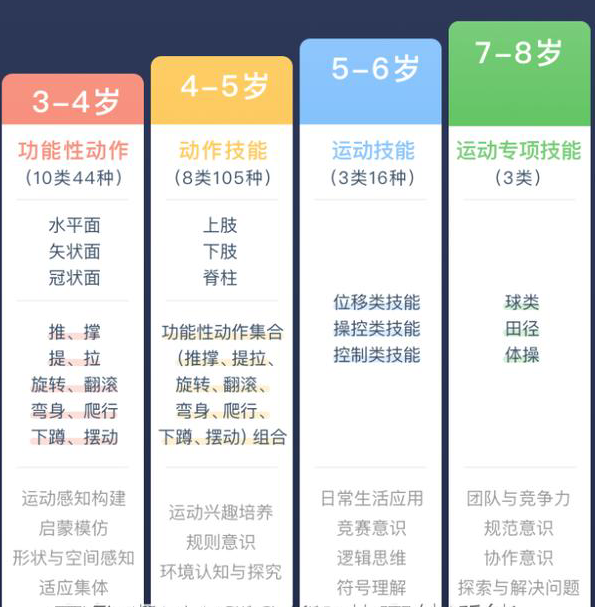 3-4岁
功能性动作
(10类44种)
水平面
矢状面
冠状面
推、撑
提、拉
旋转、翻滚
弯身、爬行
下蹲、摆动
运动感知构建
启蒙模仿
形状与空间感知
适应集体
4-5岁
动作技能
(8类105种)
上肢
下肢
脊柱
功能性动作集合
(推撑、提拉、
旋转、翻滚、
弯身、爬行、
下蹲、摆动)组合
运动兴趣培养
规则意识
环境认知与探究
5-6岁
运动技能
(3类16种)
位移类技能
操控类技能
控制类技能
日常生活应用
竞赛意识
逻辑思维
符号理解
7-8岁
运动专项技能
(3类)
球类
田径
体操
团队与竞争力
规范意识
协作意识
探索与解决问题